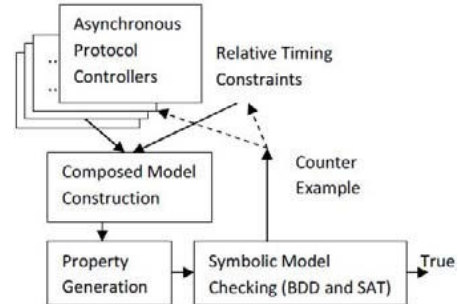 Asynchronous
Protocol
Controllers
..
..
Relative Timing
Constraints
Composed Model
Construction
Counter
Example
Property
Generation
Symbolic Model
Checking (BDD and SAT)
True